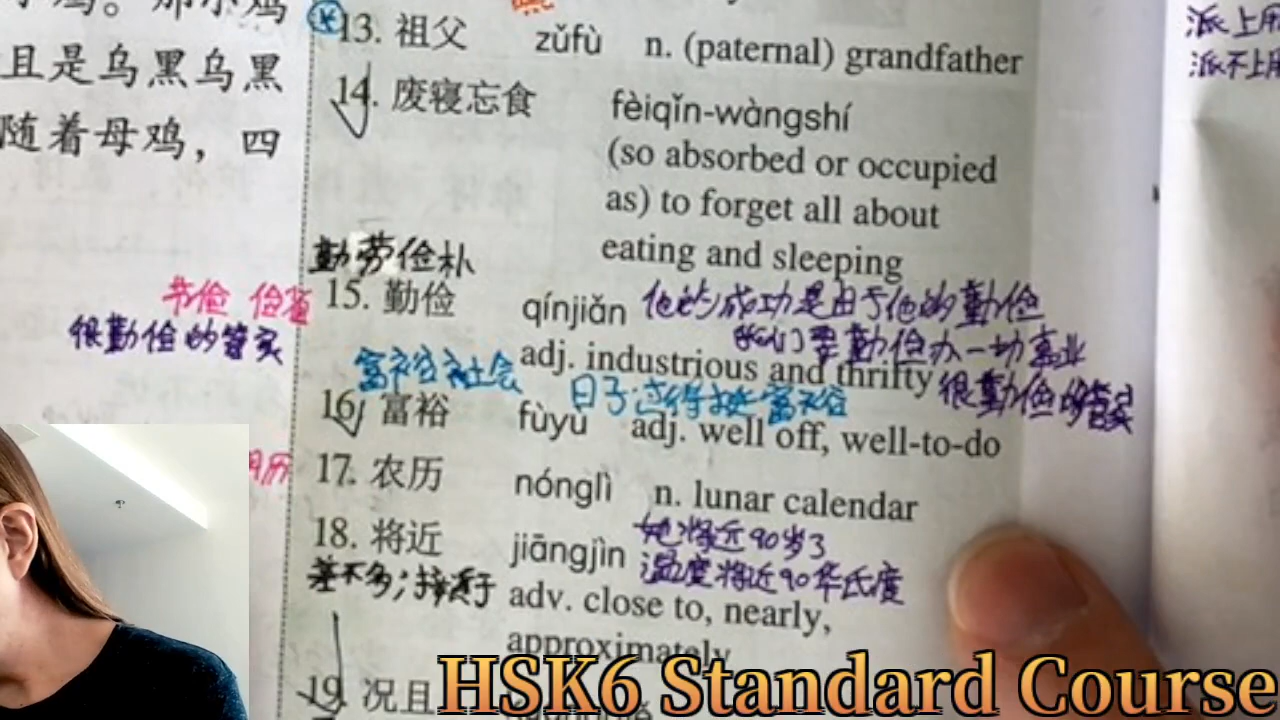 且是乌黑乌黑
随着母鸡，四
13. 祖父 zǔfù n. (paternal) grandfather
14. 废寝忘食 fèiqǐn-wàngshí
(so absorbed or occupied
as) to forget all about
eating and sleeping
勤劳俭朴
节俭
很勤俭的管家
15. 勤俭 qínjiǎn 他的成功是由于他的勤俭
我们要勤俭办一切事业
adj. industrious and thrifty 很勤俭的管家
富裕社会
日子过得挺富裕
16. 富裕 fùyù adj. well off, well-to-do
17. 农历 nónglì n. lunar calendar
18. 将近 jiāngjìn 她将近90岁了
温度将近90华氏度
差不多；接近于
adv. close to, nearly,
approximately
19. 况且
派上用
派不上用
HSK6 Standard Course